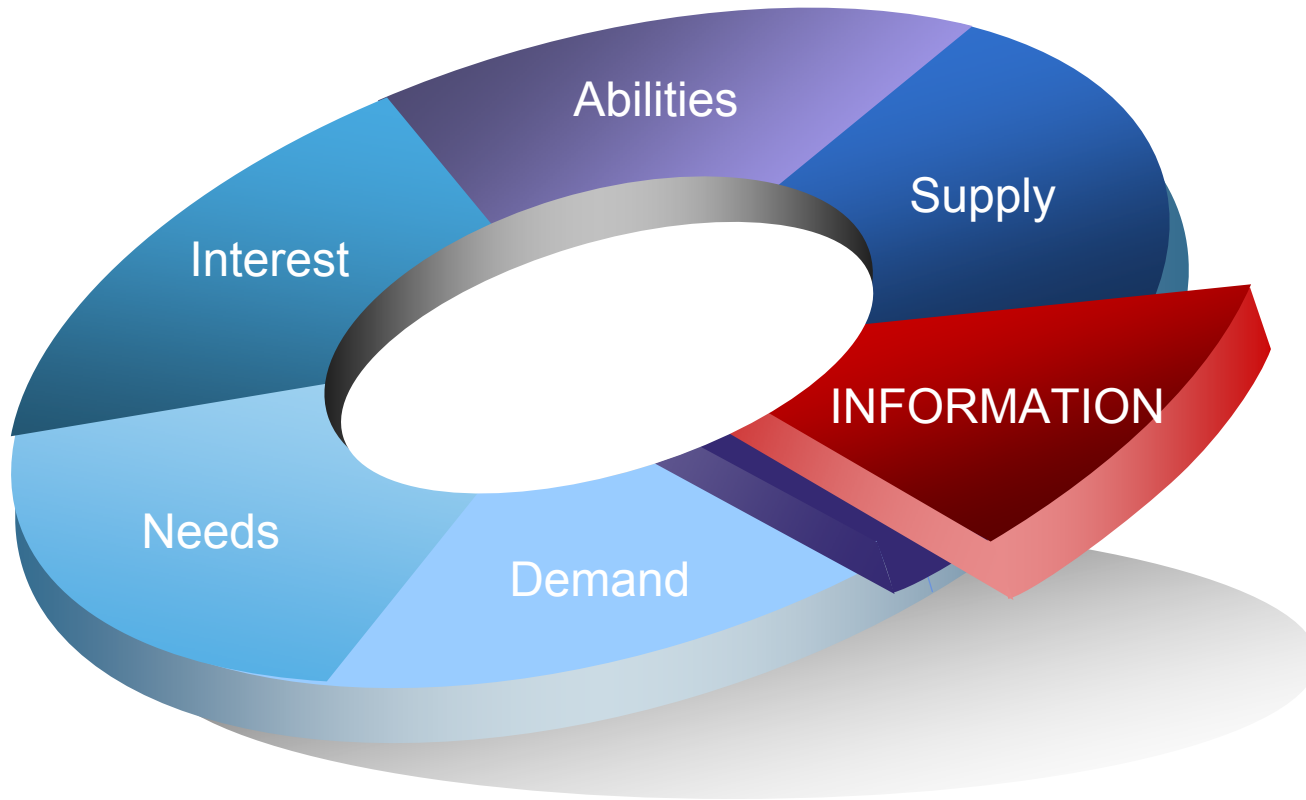 Abilities
Supply
Interest
INFORMATION
Needs
Demand